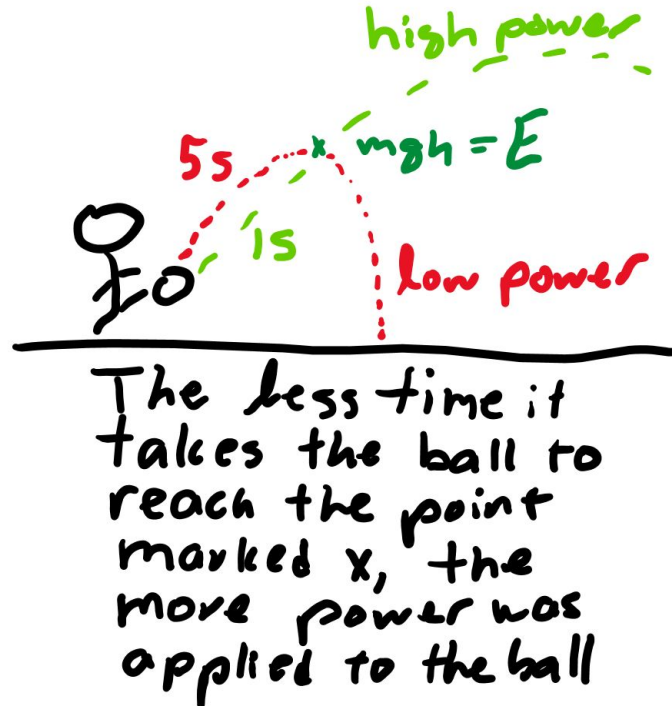 high power
5s
x mgh = E
1s
low power
The less time it
takes the ball to
reach the point
marked x, the
more power was
applied to the ball